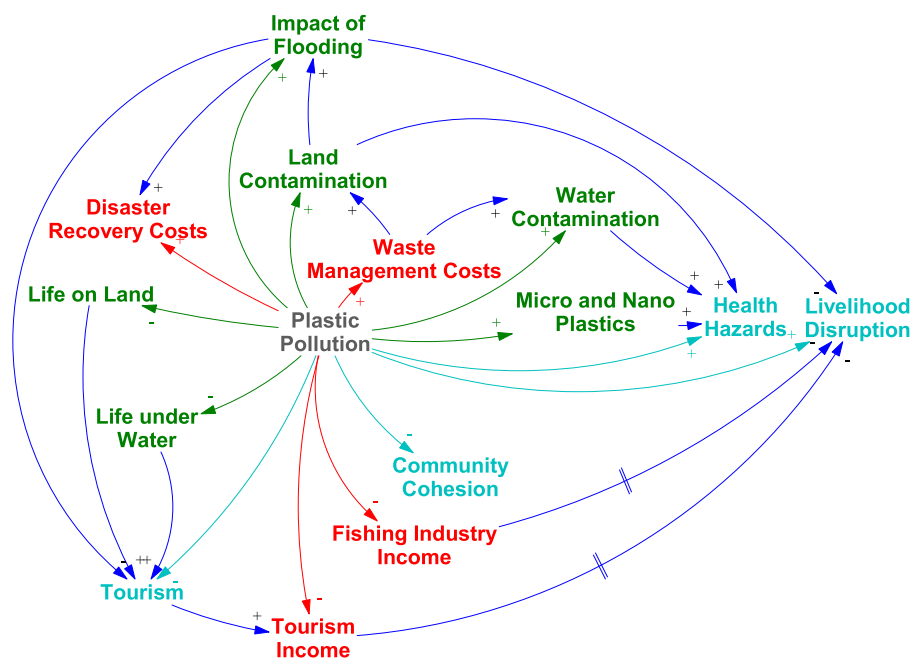 Impact of
Flooding
+
+
Land
Contamination
+
Disaster
Recovery Costs
+
+
+
Waste
Management Costs
+
Water
Contamination
+
+
Life on Land
-
Plastic
Pollution
+
Micro and Nano
Plastics
+
+
+
+
Health
Hazards
+
+
-
Livelihood
Disruption
-
-
Life under
Water
-
Community
Cohesion
-
Fishing Industry
Income
-
Tourism
-
++
-
+
Tourism
Income
-